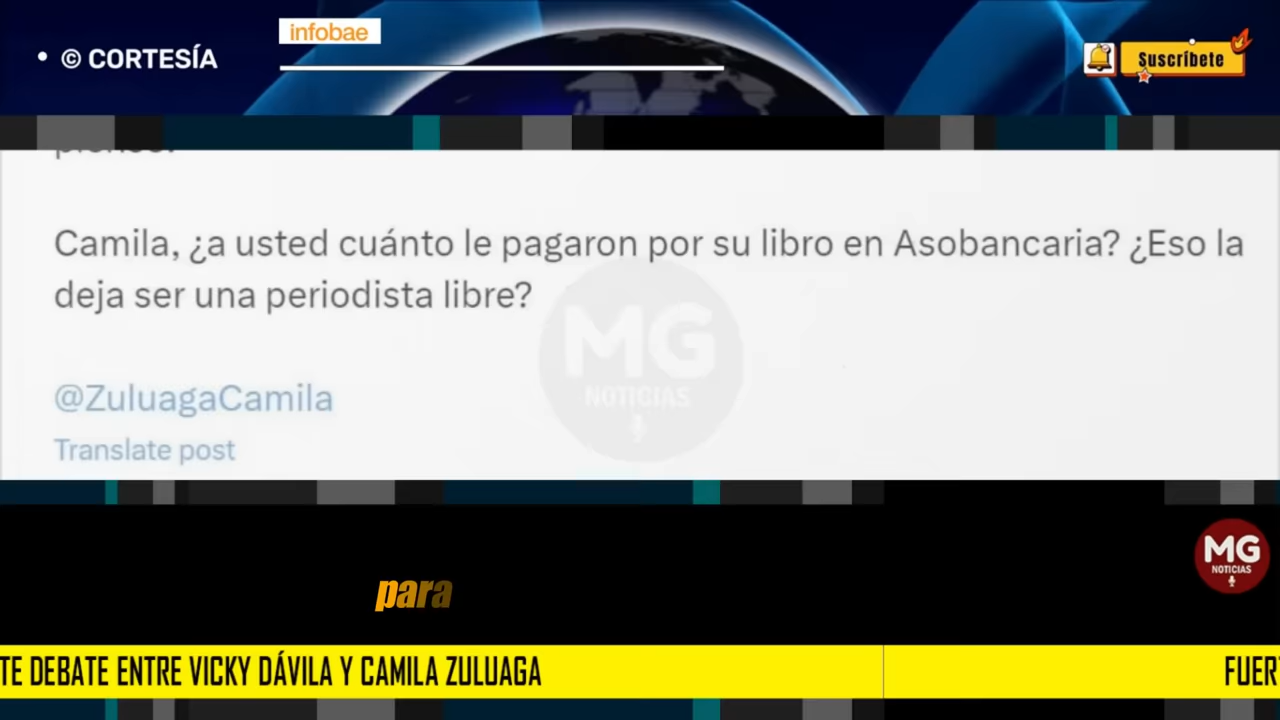 infobae
© CORTESÍA
Suscríbete
Camila, ¿a usted cuánto le pagaron por su libro en Asobancaria? ¿Eso la
deja ser una periodista libre?
MG
NOTICIAS
@ZuluagaCamila
Translate post
MG
NOTICIAS
para
TE DEBATE ENTRE VICKY DÁVILA Y CAMILA ZULUAGA FUER